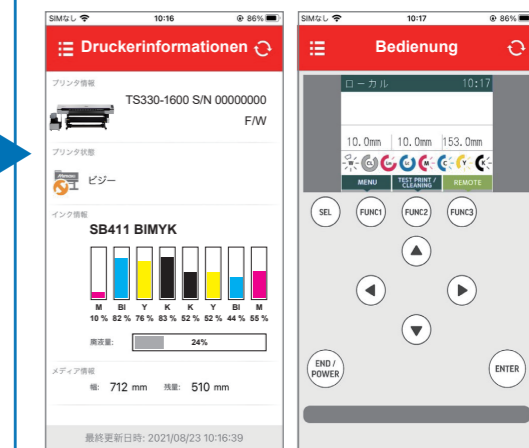 SIMなし 10:16 86%
Druckerinformationen
プリンタ情報
TS330-1600 S/N 00000000
F/W
プリンタ状態
ビジー
インク情報
SB411 BIMYK
M BI Y K K Y BI M
10 % 82 % 76 % 83 % 52 % 52 % 44 % 55 %
廃液量: 24%
メディア情報
幅: 712 mm 残量: 510 mm
最終更新日時: 2021/08/23 10:16:39
SIMなし 10:17 86%
Bedienung
ローカル 10:17
10. 0mm 10. 0mm 153. 0mm
MENU TEST PRINT / CLEANING REMOTE
SEL FUNC1 FUNC2 FUNC3
END / POWER
ENTER